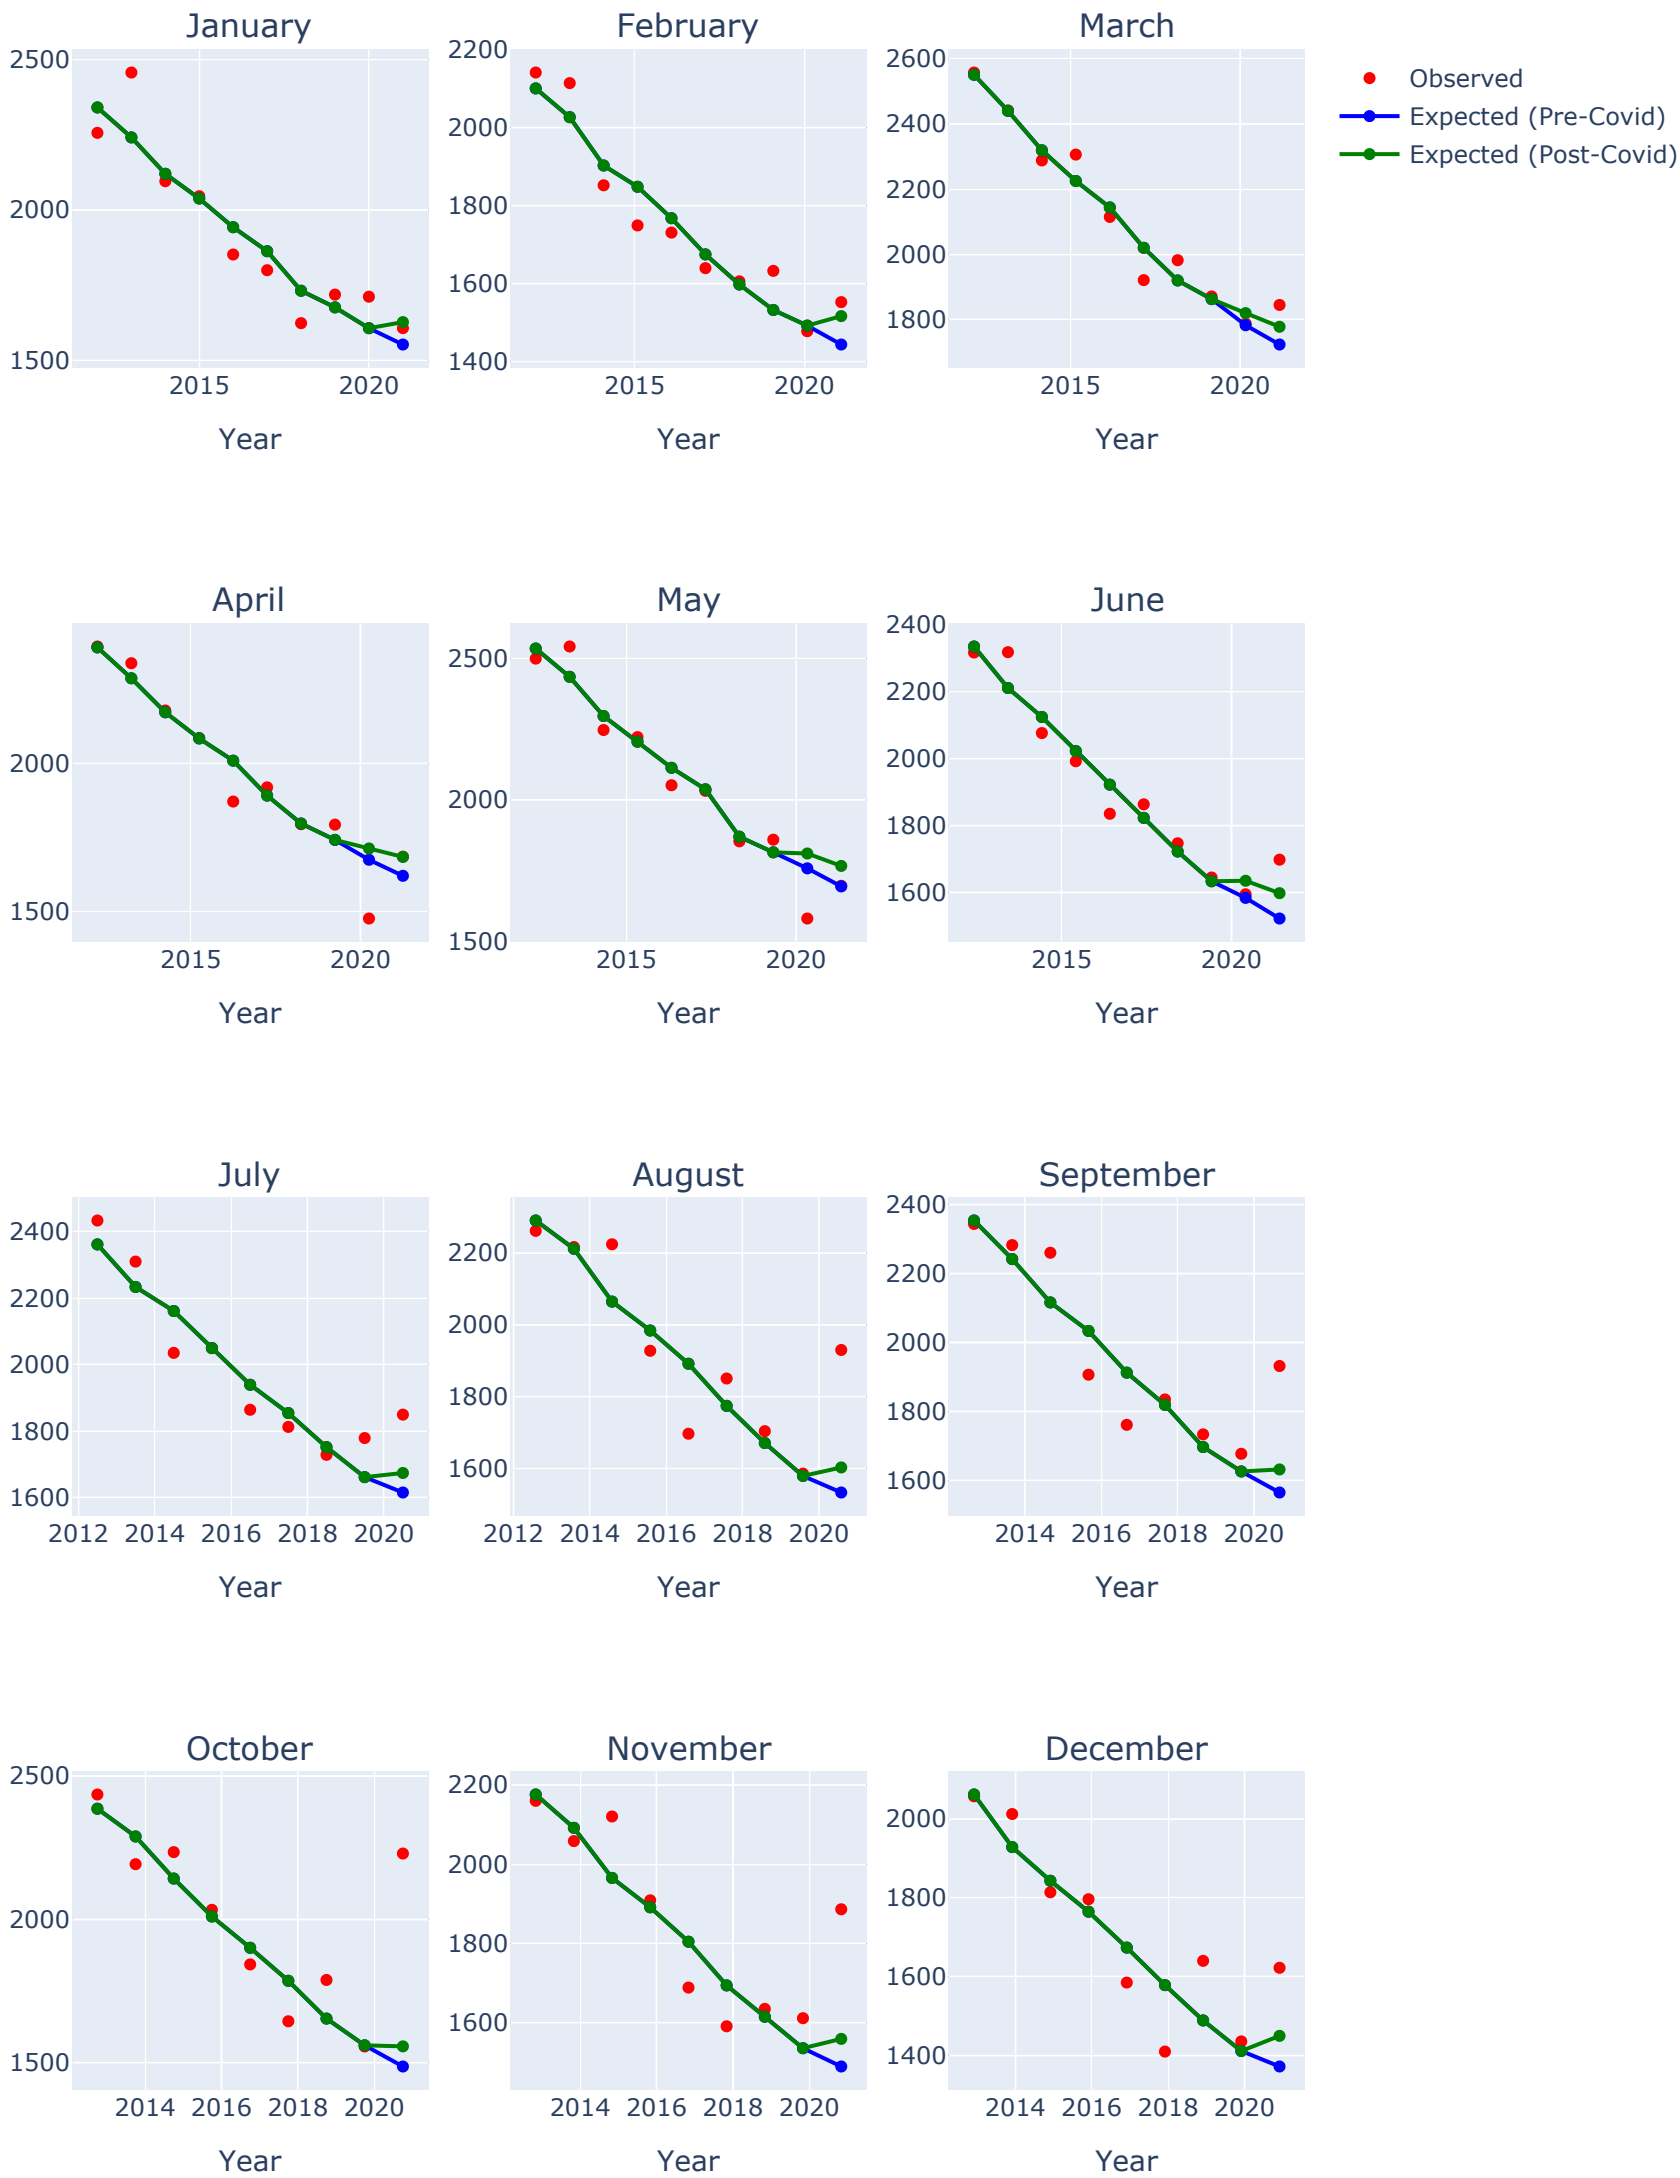 January
2500
2000
1500
2015 2020
Year
February
2200
2000
1800
1600
1400
2015 2020
Year
March
2600
2400
2200
2000
1800
2015 2020
Year
Observed
Expected (Pre-Covid)
Expected (Post-Covid)
April
2000
1500
2015 2020
Year
May
2500
2000
1500
2015 2020
Year
June
2400
2200
2000
1800
1600
2015 2020
Year
July
2400
2200
2000
1800
1600
2012 2014 2016 2018 2020
Year
August
2200
2000
1800
1600
2012 2014 2016 2018 2020
Year
September
2400
2200
2000
1800
1600
2014 2016 2018 2020
Year
October
2500
2000
1500
2014 2016 2018 2020
Year
November
2200
2000
1800
1600
2014 2016 2018 2020
Year
December
2000
1800
1600
1400
2014 2016 2018 2020
Year